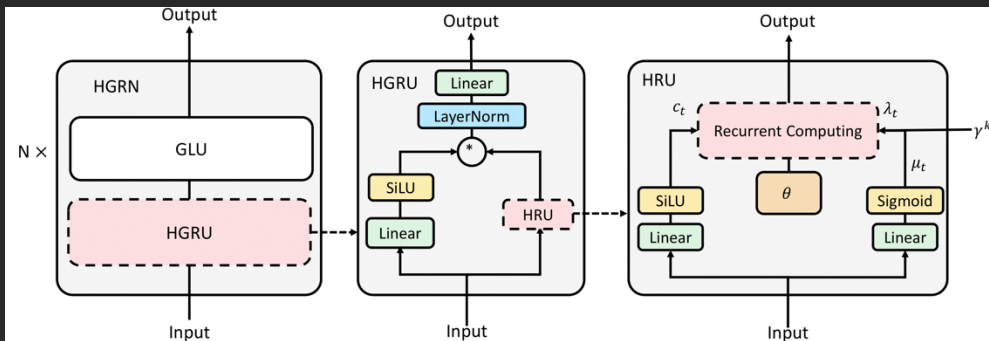 Output
HGRN
N ×
GLU
HGRU
Input
Output
HGRU
Linear
LayerNorm
*
SiLU
Linear
HRU
Input
Output
HRU
c_t
λ_t
Recurrent Computing
γ^k
μ_t
SiLU
θ
Sigmoid
Linear
Linear
Input